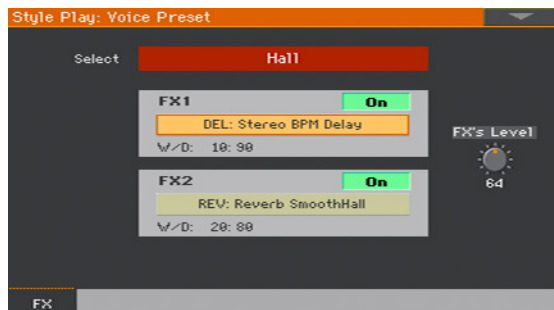 Style Play: Voice Preset
Select Hall
FX1 On
DEL: Stereo BPM Delay
W/D: 10:90
FX's Level
64
FX2 On
REV: Reverb SmoothHall
W/D: 20:80
FX